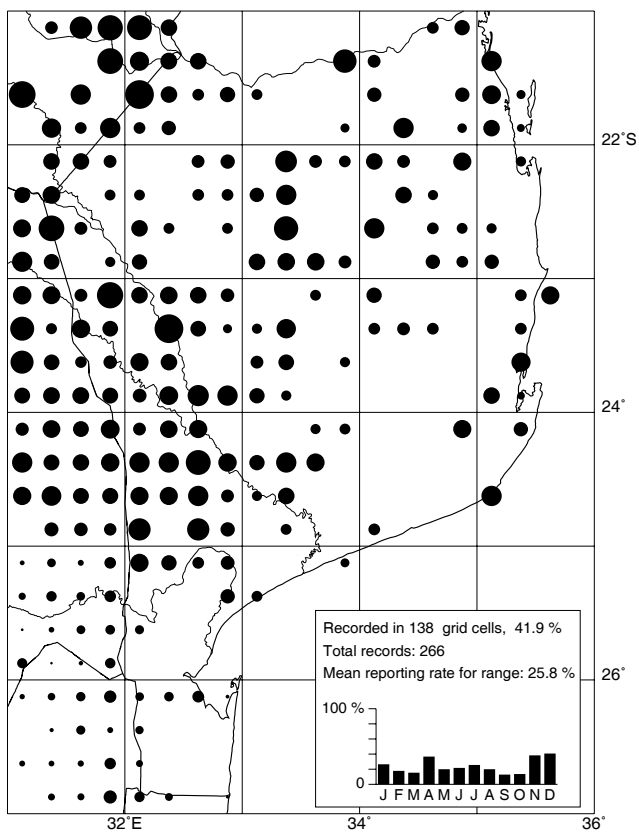 22˚S
24˚
Recorded in 138 grid cells, 41.9 %
Total records: 266
Mean reporting rate for range: 25.8 %
26˚
100 %
0
J F M A M J J A S O N D
32˚E
34˚
36˚